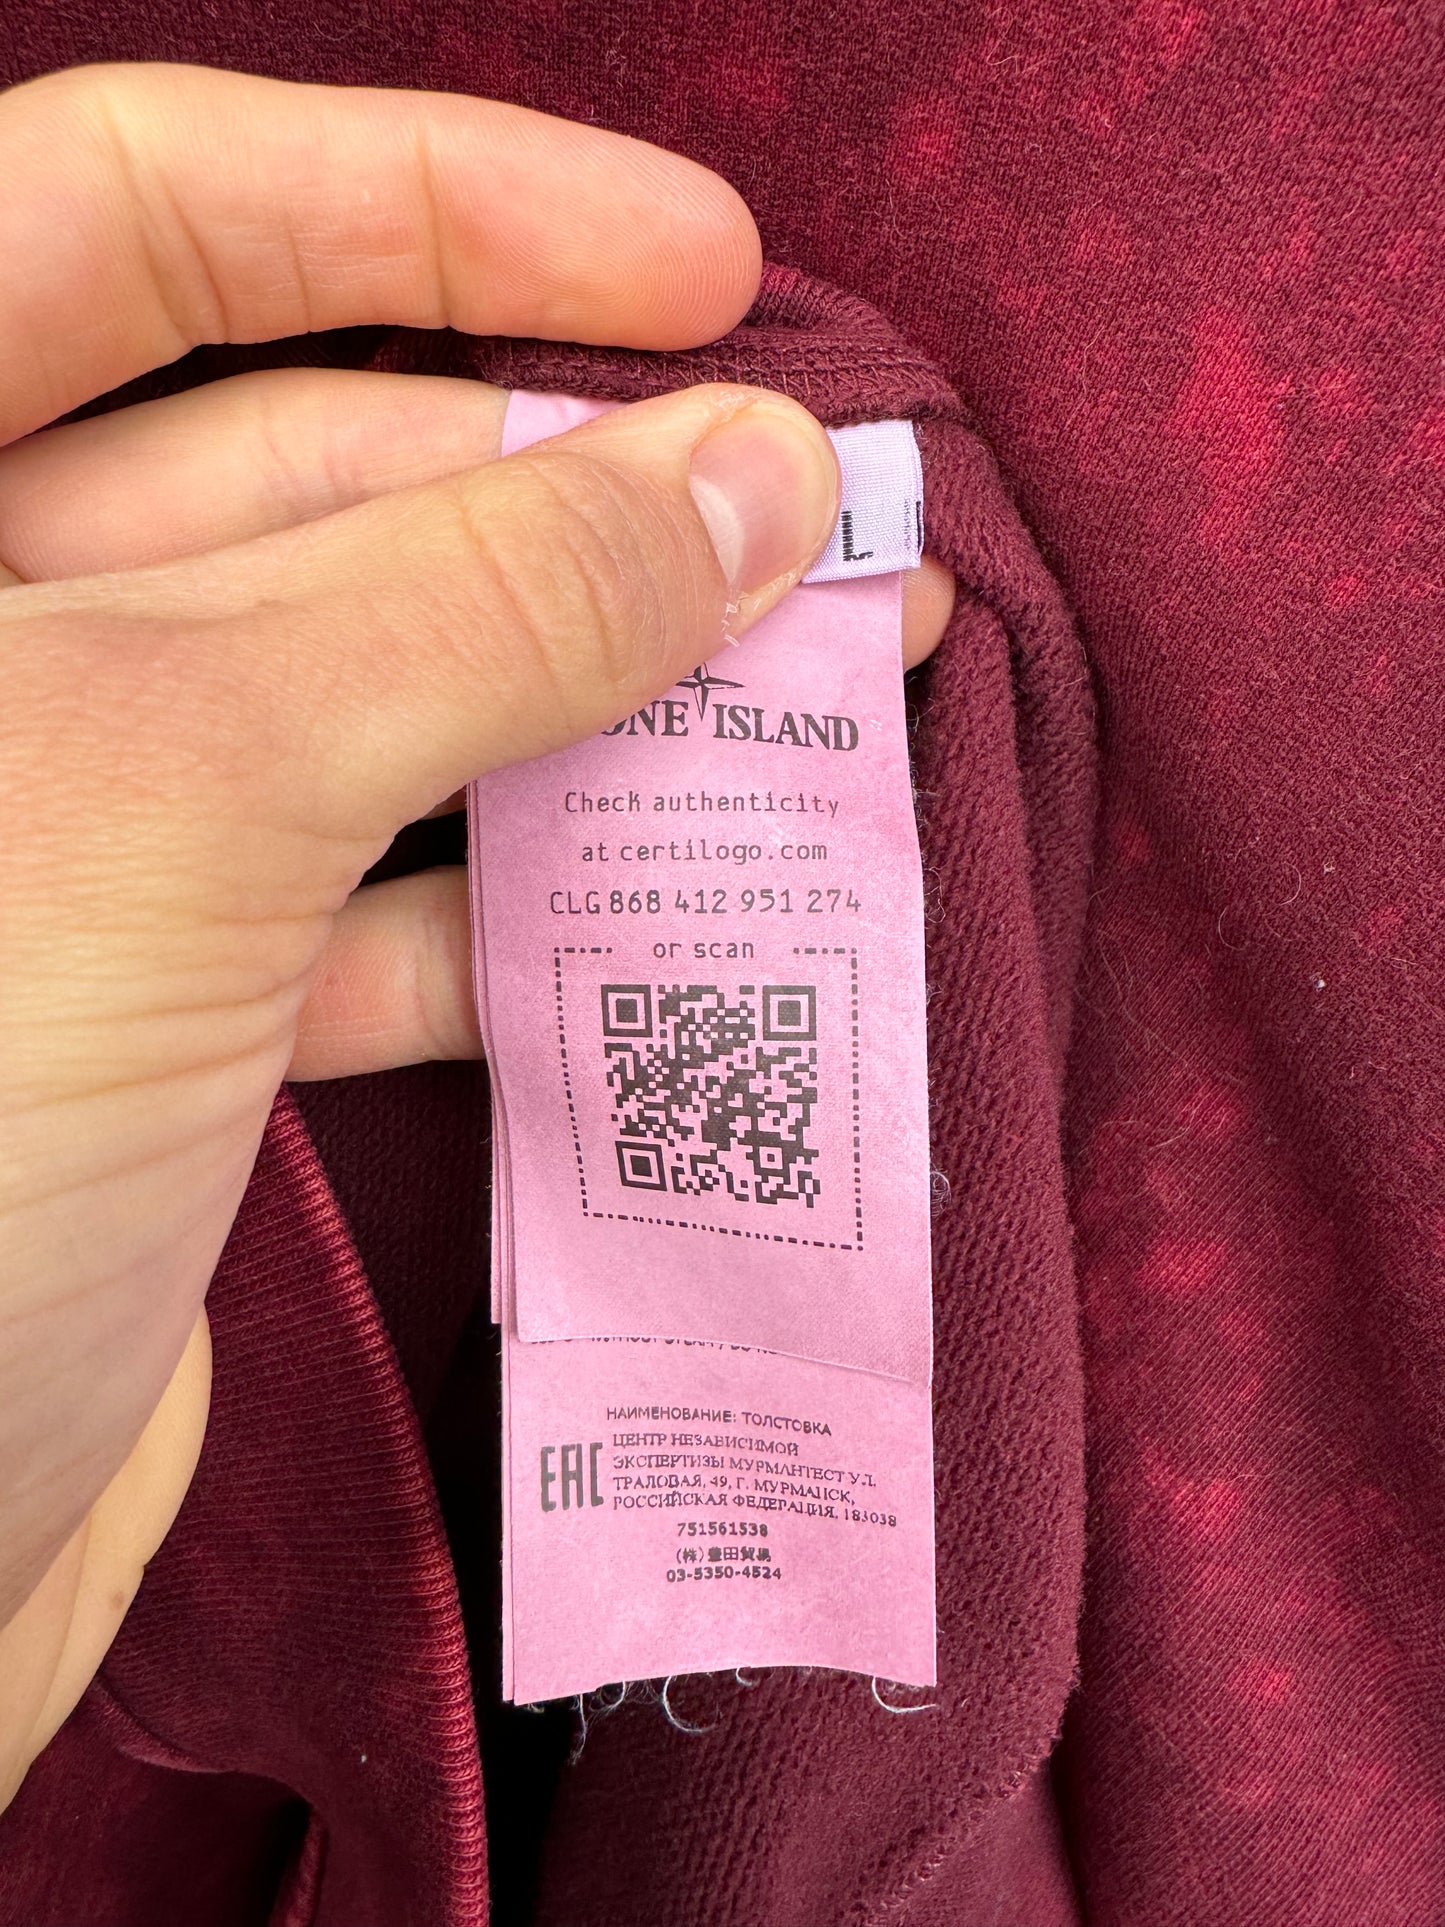 L
ISLAND
Check authenticity
at certilogo.com
CLG 868 412 951 274
or scan
НАИМЕНОВАНИЕ: ТОЛСТОВКА
EAC
ЦЕНТР НЕЗАВИСИМОЙ
ЭКСПЕРТИЗЫ МУРМАНТЕСТ УЛ.
ТРАЛОВАЯ, 49, Г. МУРМАНСК,
РОССИЙСКАЯ ФЕДЕРАЦИЯ, 183038
751561538
(株)豊田貿易
03-5350-4524